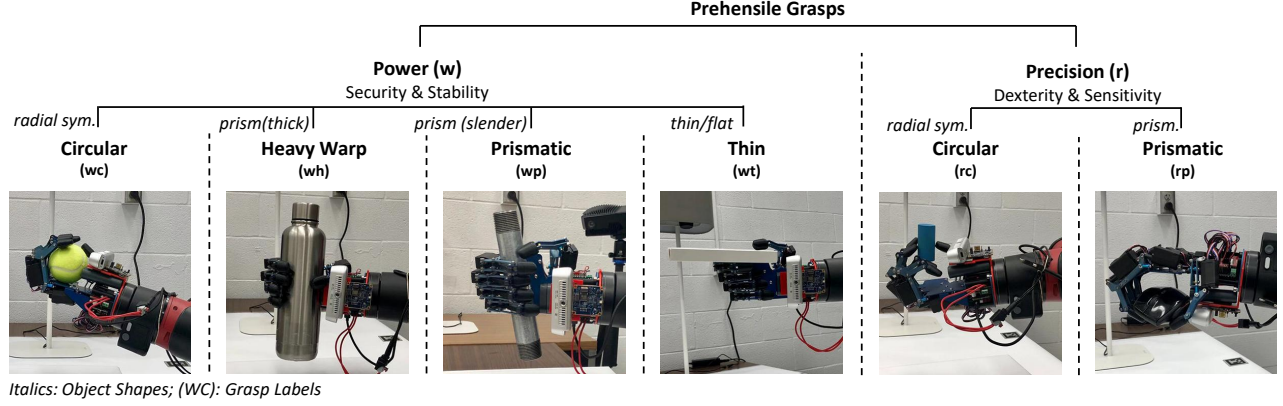 Prehensile Grasps
Power (w)
Security & Stability
Precision (r)
Dexterity & Sensitivity
radial sym.
prism(thick)
prism (slender)
thin/flat
radial sym.
prism.
Circular
(wc)
Heavy Warp
(wh)
Prismatic
(wp)
Thin
(wt)
Circular
(rc)
Prismatic
(rp)
Italics: Object Shapes; (WC): Grasp Labels